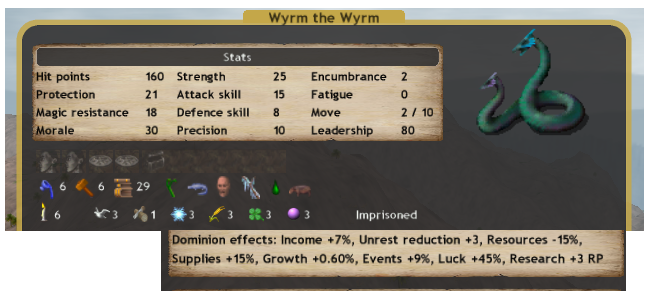 Wyrm the Wyrm
Stats
Hit points 160 Strength 25 Encumbrance 2
Protection 21 Attack skill 15 Fatigue 0
Magic resistance 18 Defence skill 8 Move 2 / 10
Morale 30 Precision 10 Leadership 80
6 6 29
6 3 1 3 3 3 3 Imprisoned
Dominion effects: Income +7%, Unrest reduction +3, Resources -15%,
Supplies +15%, Growth +0.60%, Events +9%, Luck +45%, Research +3 RP